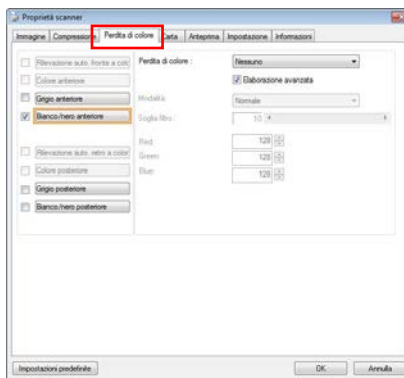 Proprietà scanner
Immagine Compressione Perdita di colore Carta Anteprima Impostazione Informazioni
Rilevazione auto. fronte a colori
Colore anteriore
Grigio anteriore
Bianco/nero anteriore
Rilevazione auto. retro a colori
Colore posteriore
Grigio posteriore
Bianco/nero posteriore
Perdita di colore : Nessuno
Elaborazione avanzata
Modalità Normale
Soglia filtro : 10
Red: 128
Green: 128
Blue: 128
Impostazioni predefinite OK Annulla